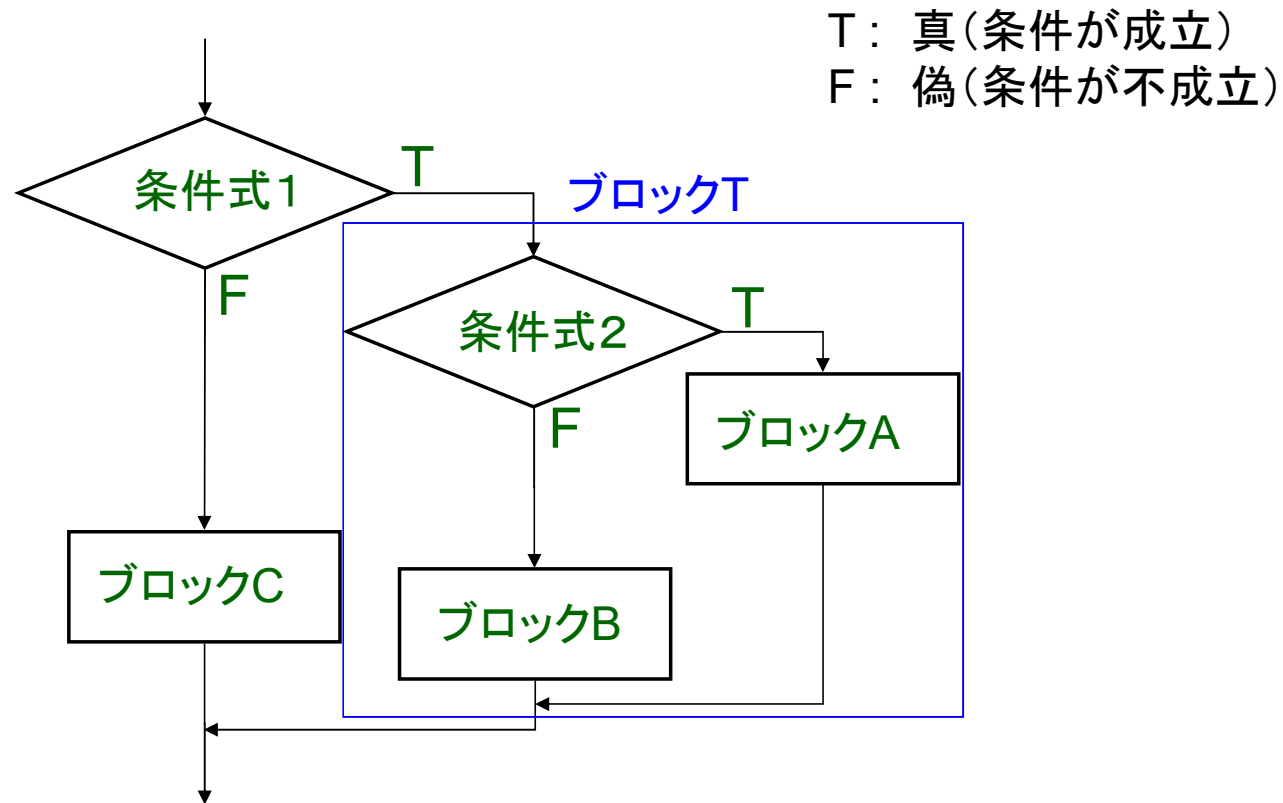 T： 真（条件が成立）
F： 偽（条件が不成立）
条件式１
T
F
ブロックT
条件式２
T
F
ブロックA
ブロックC
ブロックB